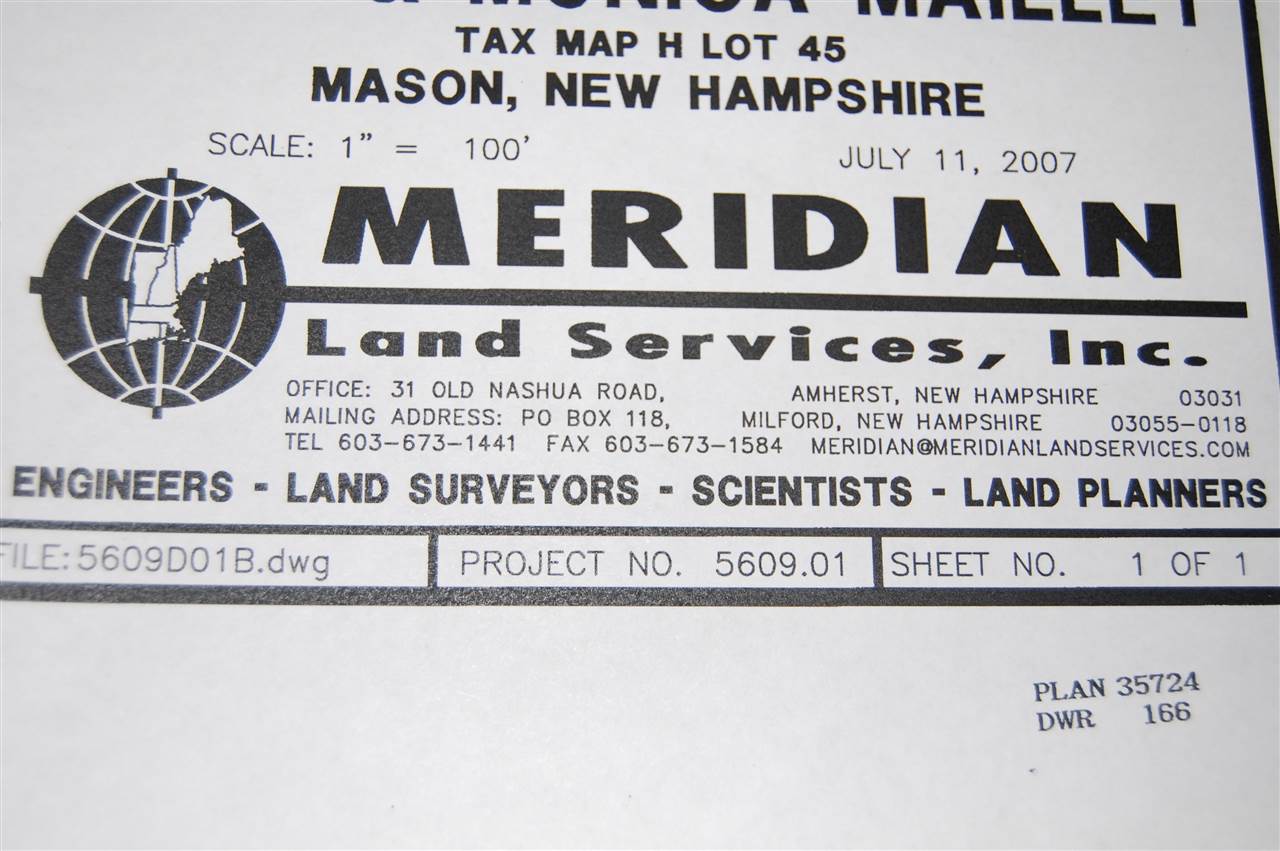 & MONICA MAILLET
TAX MAP H LOT 45
MASON, NEW HAMPSHIRE
SCALE: 1" = 100' JULY 11, 2007
MERIDIAN
Land Services, Inc.
OFFICE: 31 OLD NASHUA ROAD, AMHERST, NEW HAMPSHIRE 03031
MAILING ADDRESS: PO BOX 118, MILFORD, NEW HAMPSHIRE 03055-0118
TEL 603-673-1441 FAX 603-673-1584 MERIDIAN@MERIDIANLANDSERVICES.COM
ENGINEERS - LAND SURVEYORS - SCIENTISTS - LAND PLANNERS
FILE: 5609D01B.dwg PROJECT NO. 5609.01 SHEET NO. 1 OF 1
PLAN 35724
DWR 166